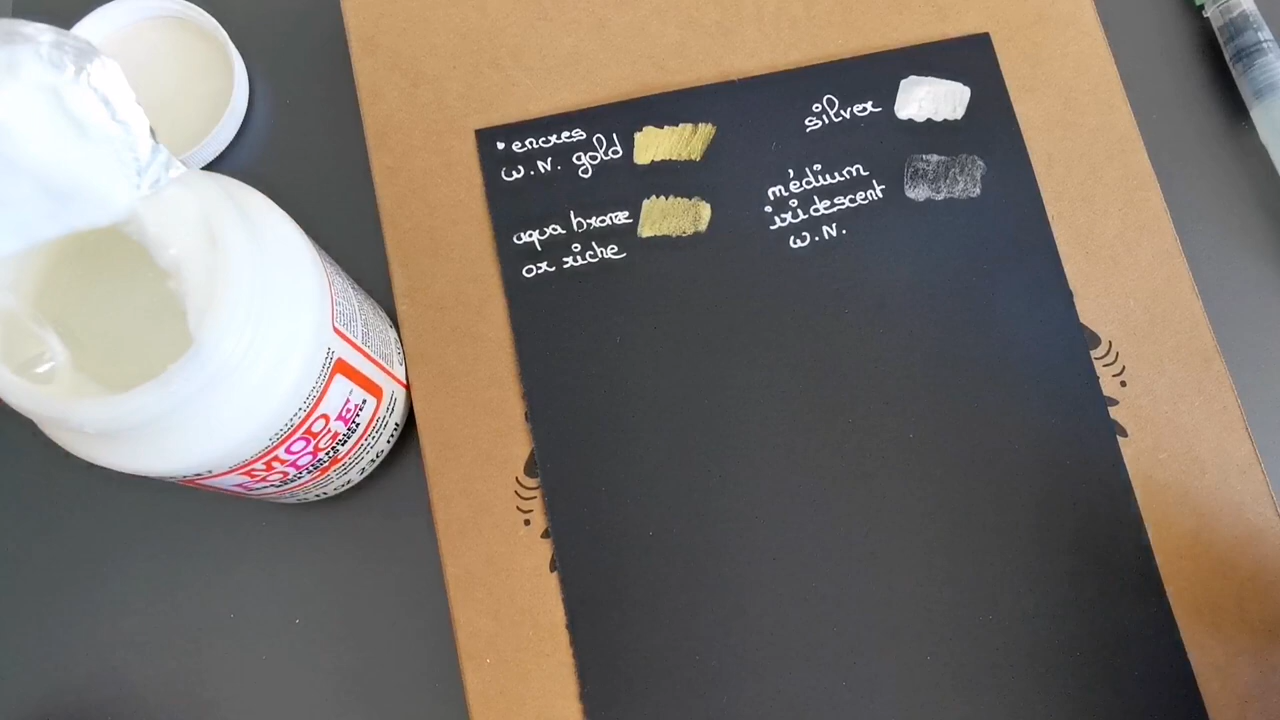 • encres
W.N. gold
silver
aqua bronze
or riche
médium
iridescent
W.N.
MOD
PODGE